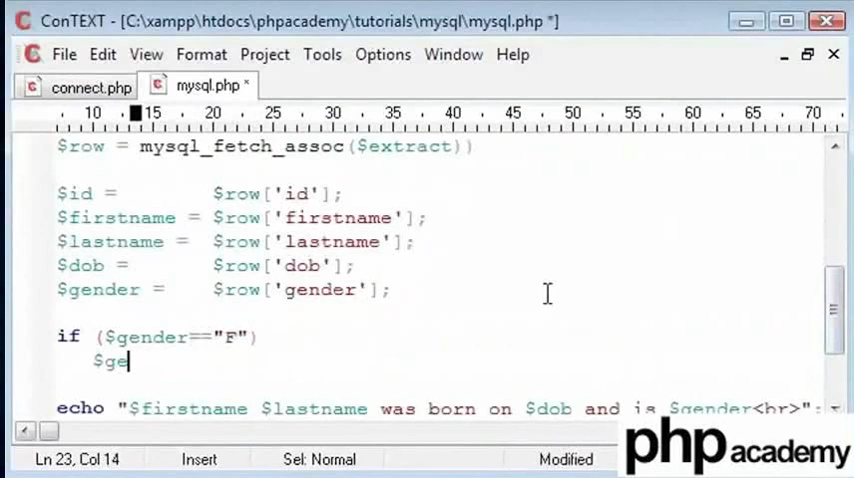 ConTEXT - [C:\xampp\htdocs\phpacademy\tutorials\mysql\mysql.php *]
File Edit View Format Project Tools Options Window Help
connect.php mysql.php *
10 15 20 25 30 35 40 45 50 55 60 65 70
$row = mysql_fetch_assoc($extract))
$id = $row['id'];
$firstname = $row['firstname'];
$lastname = $row['lastname'];
$dob = $row['dob'];
$gender = $row['gender'];
if ($gender=="F")
$ge
echo "$firstname $lastname was born on $dob and is $gender<br>";
Ln 23, Col 14 Insert Sel: Normal Modified
php academy